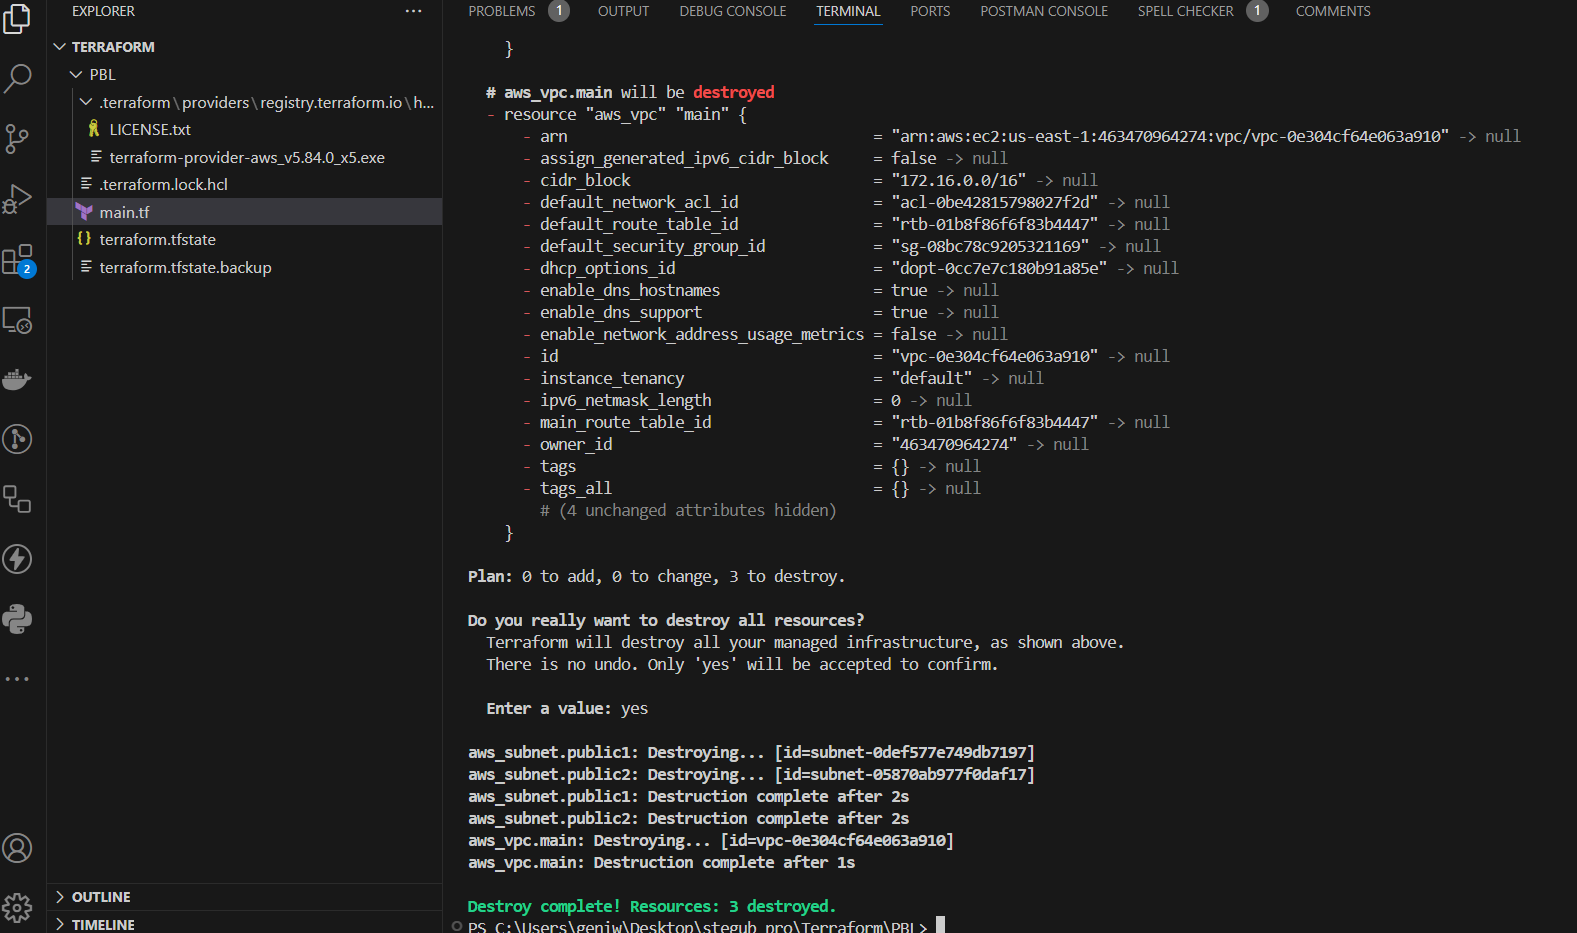 EXPLORER
TERRAFORM
PBL
.terraform\providers\registry.terraform.io\h...
LICENSE.txt
terraform-provider-aws_v5.84.0_x5.exe
.terraform.lock.hcl
main.tf
terraform.tfstate
terraform.tfstate.backup
2
OUTLINE
TIMELINE
PROBLEMS 1 OUTPUT DEBUG CONSOLE TERMINAL PORTS POSTMAN CONSOLE SPELL CHECKER 1 COMMENTS
}
# aws_vpc.main will be destroyed
- resource "aws_vpc" "main" {
- arn = "arn:aws:ec2:us-east-1:463470964274:vpc/vpc-0e304cf64e063a910" -> null
- assign_generated_ipv6_cidr_block = false -> null
- cidr_block = "172.16.0.0/16" -> null
- default_network_acl_id = "acl-0be42815798027f2d" -> null
- default_route_table_id = "rtb-01b8f86f6f83b4447" -> null
- default_security_group_id = "sg-08bc78c9205321169" -> null
- dhcp_options_id = "dopt-0cc7e7c180b91a85e" -> null
- enable_dns_hostnames = true -> null
- enable_dns_support = true -> null
- enable_network_address_usage_metrics = false -> null
- id = "vpc-0e304cf64e063a910" -> null
- instance_tenancy = "default" -> null
- ipv6_netmask_length = 0 -> null
- main_route_table_id = "rtb-01b8f86f6f83b4447" -> null
- owner_id = "463470964274" -> null
- tags = {} -> null
- tags_all = {} -> null
# (4 unchanged attributes hidden)
}
Plan: 0 to add, 0 to change, 3 to destroy.
Do you really want to destroy all resources?
Terraform will destroy all your managed infrastructure, as shown above.
There is no undo. Only 'yes' will be accepted to confirm.
Enter a value: yes
aws_subnet.public1: Destroying... [id=subnet-0def577e749db7197]
aws_subnet.public2: Destroying... [id=subnet-05870ab977f0daf17]
aws_subnet.public1: Destruction complete after 2s
aws_subnet.public2: Destruction complete after 2s
aws_vpc.main: Destroying... [id=vpc-0e304cf64e063a910]
aws_vpc.main: Destruction complete after 1s
Destroy complete! Resources: 3 destroyed.
PS C:\Users\geniw\Desktop\stegub pro\Terraform\PBL>